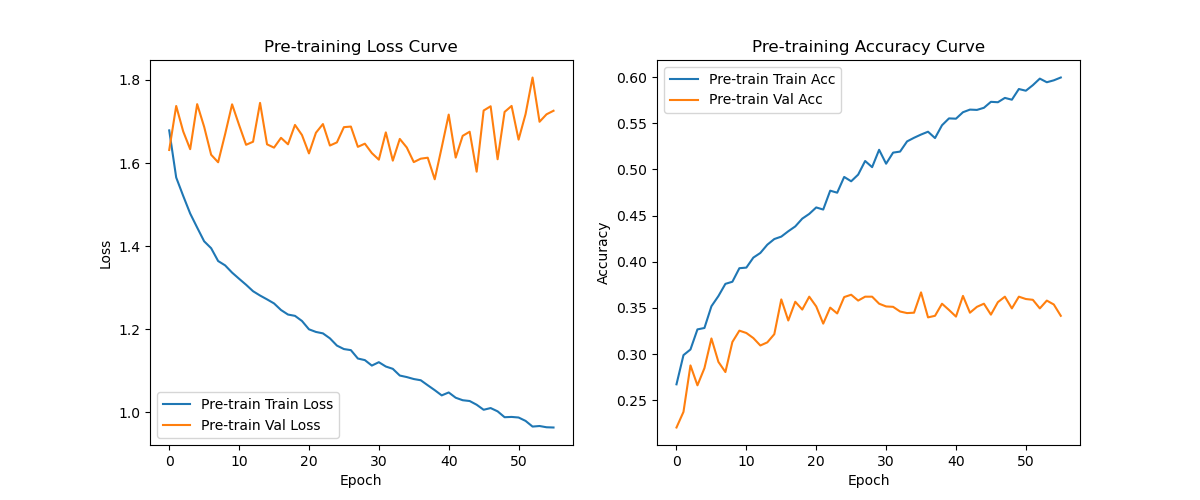 Pre-training Loss Curve
1.8
1.6
1.4
1.2
1.0
Loss
Pre-train Train Loss
Pre-train Val Loss
0 10 20 30 40 50
Epoch
Pre-training Accuracy Curve
Pre-train Train Acc
Pre-train Val Acc
0.60
0.55
0.50
0.45
0.40
0.35
0.30
0.25
Accuracy
0 10 20 30 40 50
Epoch